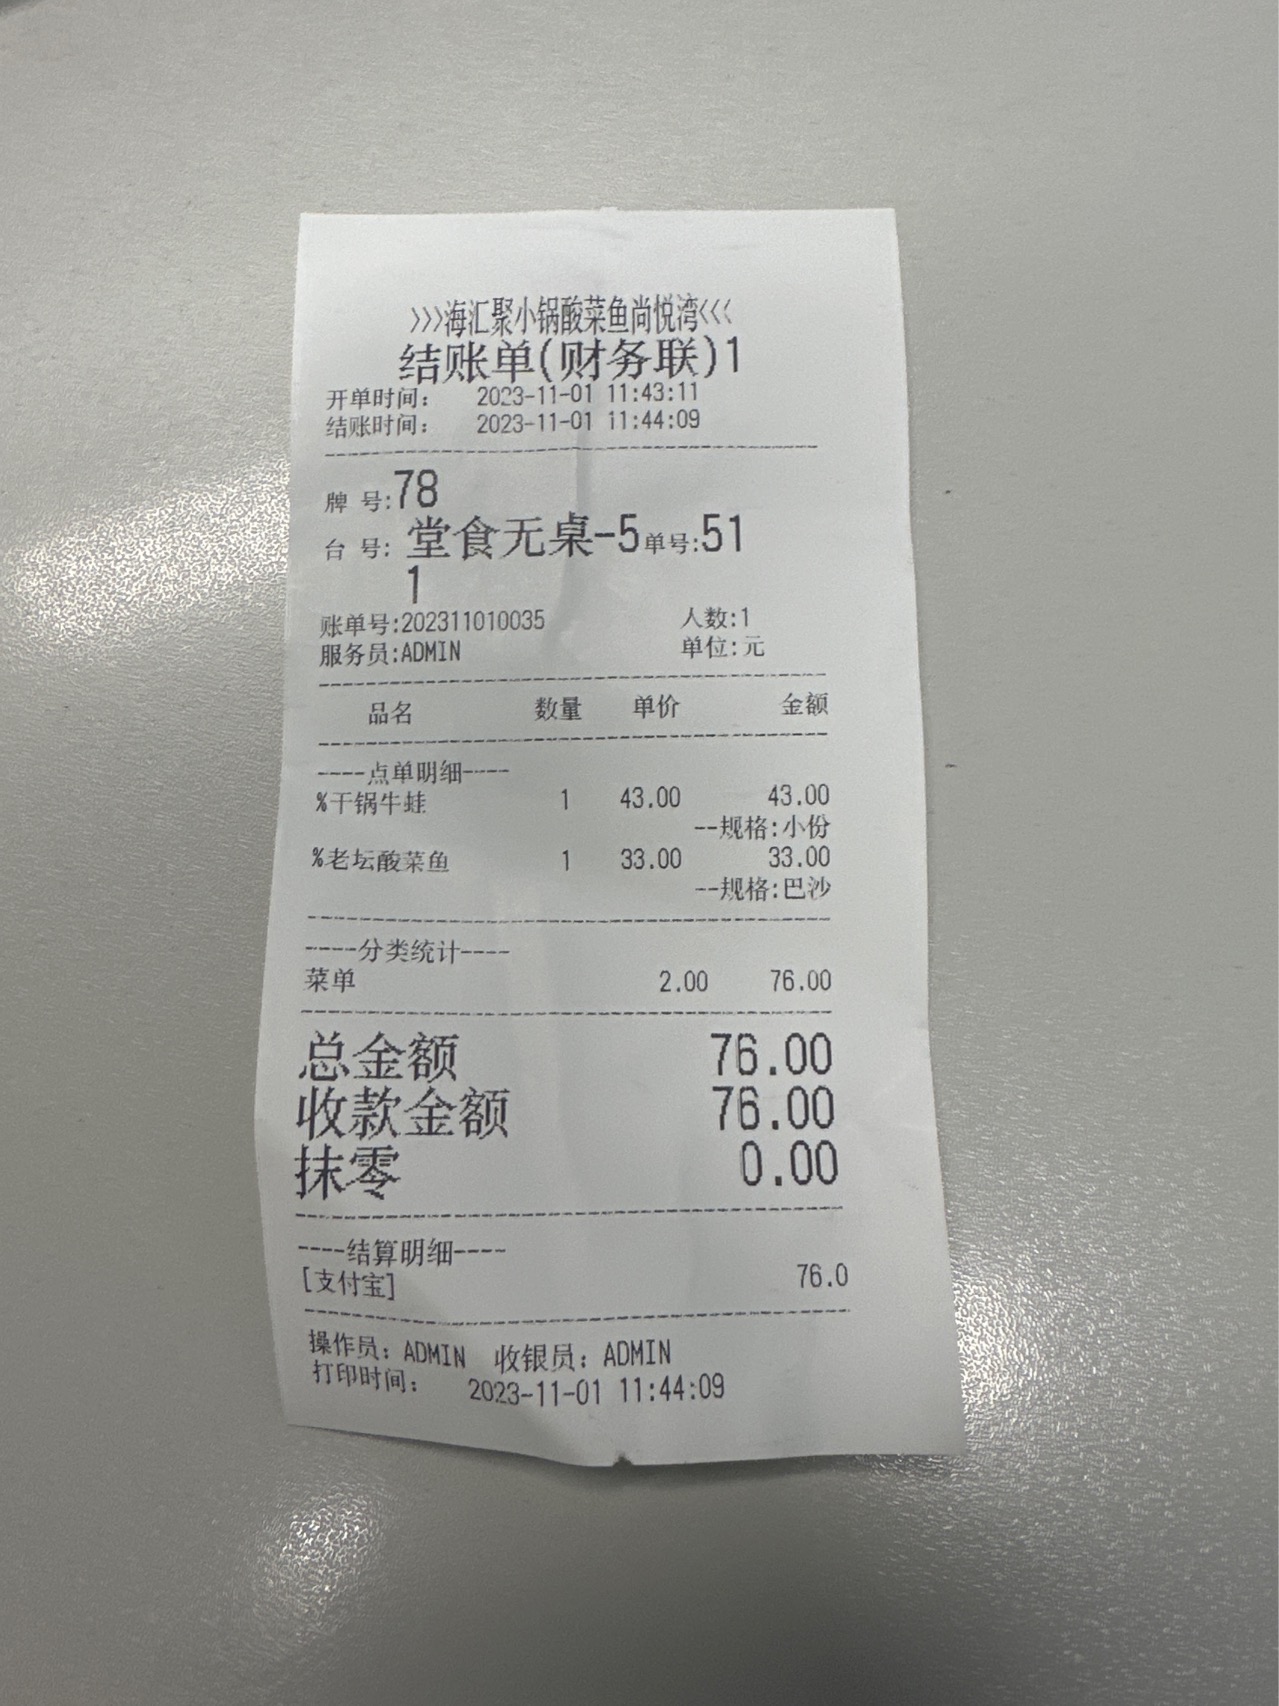 >>>海汇聚小锅酸菜鱼尚悦湾<<<
结账单(财务联)1
开单时间： 2023-11-01 11:43:11
结账时间： 2023-11-01 11:44:09
牌 号:78
台 号: 堂食无桌-5单号:51
1
账单号:202311010035 人数:1
服务员:ADMIN 单位:元
品名 数量 单价 金额
----点单明细----
%干锅牛蛙 1 43.00 43.00
--规格:小份
%老坛酸菜鱼 1 33.00 33.00
--规格:巴沙
----分类统计----
菜单 2.00 76.00
总金额 76.00
收款金额 76.00
抹零 0.00
----结算明细----
[支付宝] 76.0
操作员：ADMIN 收银员：ADMIN
打印时间： 2023-11-01 11:44:09